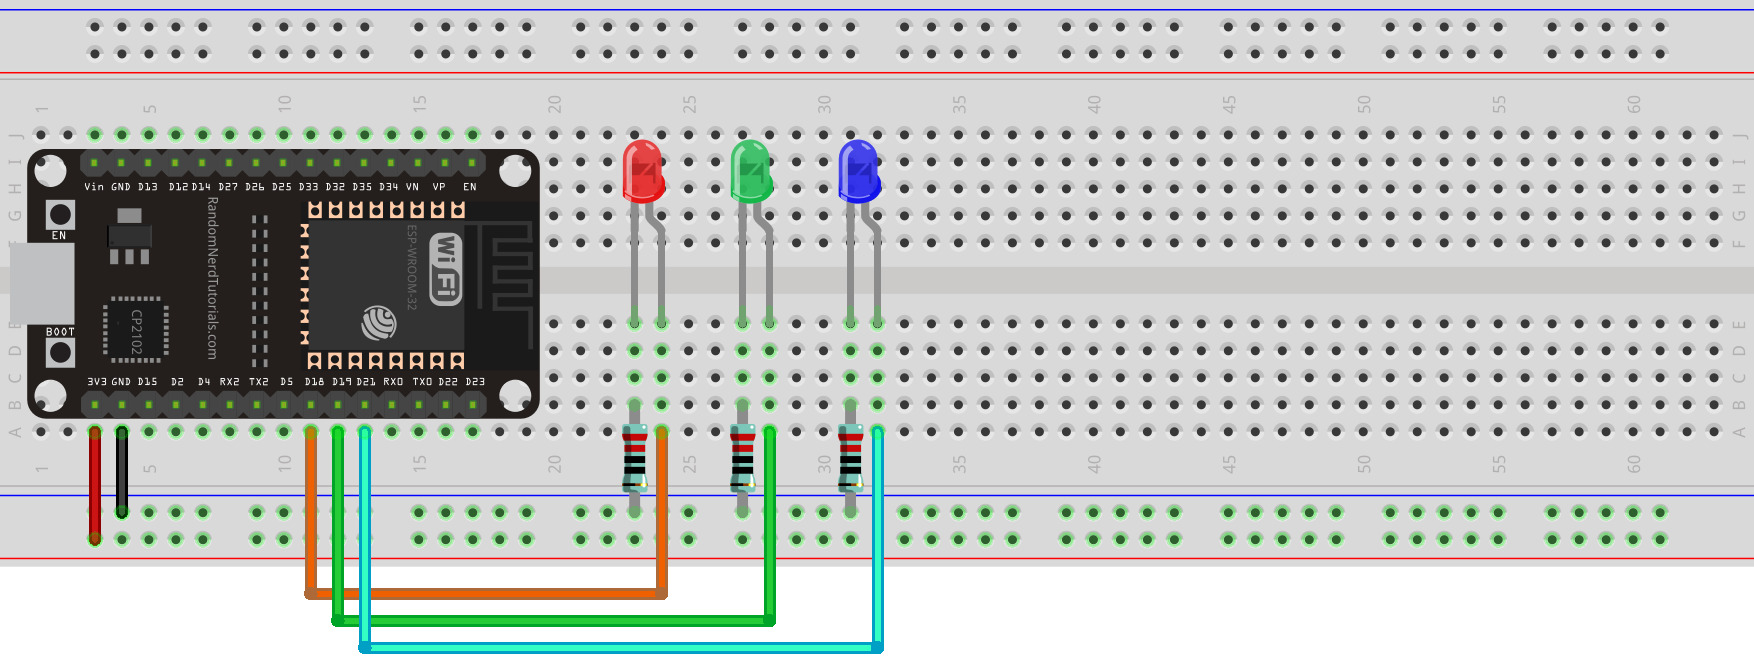 1 5 10 15 20 25 30 35 40 45 50 55 60
J J
I I
H H
G G
F
E
D D
C C
B B
A A
Vin GND D13 D12 D14 D27 D26 D25 D33 D32 D35 D34 VN VP EN
EN
RandomNerdTutorials.com
ESP-WROOM-32
WiFi
CP2102
BOOT
3V3 GND D15 D2 D4 RX2 TX2 D5 D18 D19 D21 RX0 TX0 D22 D23
1 5 10 15 20 25 30 35 40 45 50 55 60